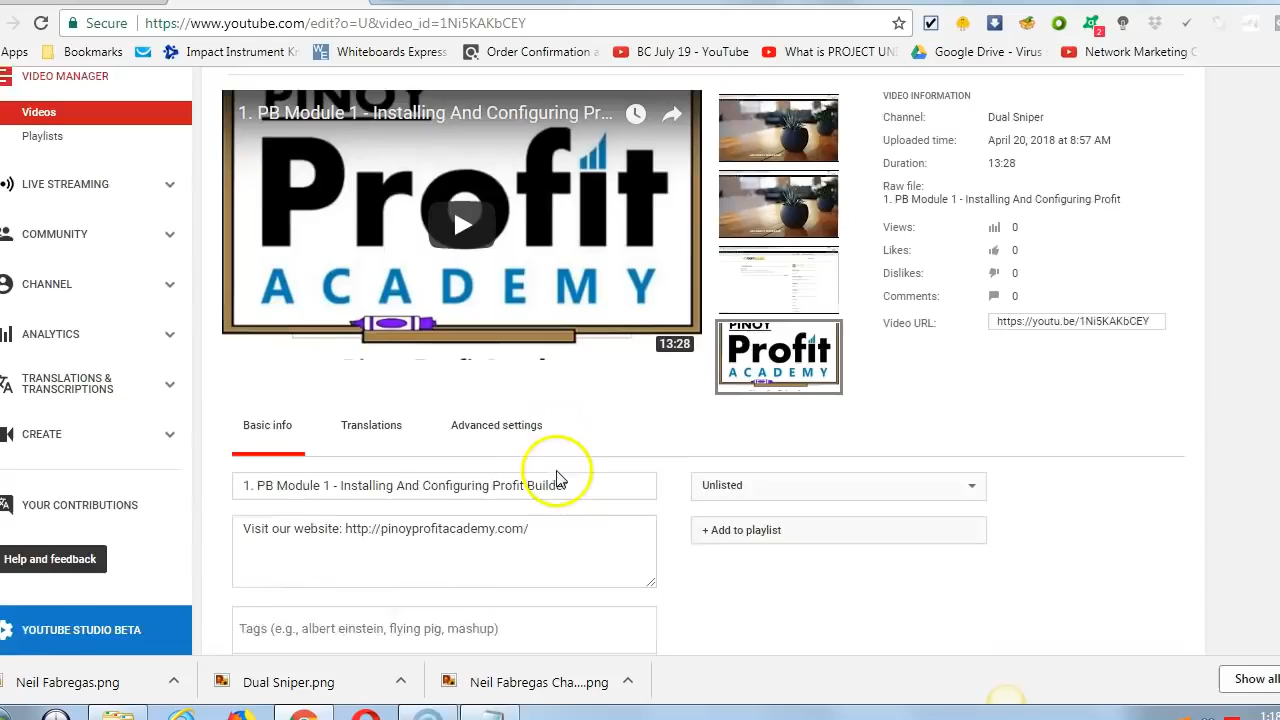 Secure
https://www.youtube.com/edit?o=U&video_id=1Ni5KAKbCEY
2
Apps
Bookmarks
Impact Instrument
Whiteboards Express
Order Confirmation
BC July 19 - YouTube
What is PROJECT UNI
Google Drive - Virus
Network Marketing
VIDEO MANAGER
Videos
Playlists
LIVE STREAMING
COMMUNITY
CHANNEL
ANALYTICS
TRANSLATIONS &
TRANSCRIPTIONS
CREATE
YOUR CONTRIBUTIONS
Help and feedback
YOUTUBE STUDIO BETA
1. PB Module 1 - Installing And Configuring Pr...
Profit
ACADEMY
13:28
PINOY
Profit
ACADEMY
VIDEO INFORMATION
Channel: Dual Sniper
Uploaded time: April 20, 2018 at 8:57 AM
Duration: 13:28
Raw file:
1. PB Module 1 - Installing And Configuring Profit
Views: 0
Likes: 0
Dislikes: 0
Comments: 0
Video URL: https://youtu.be/1Ni5KAKbCEY
Basic info
Translations
Advanced settings
1. PB Module 1 - Installing And Configuring Profit Builder
Unlisted
Visit our website: http://pinoyprofitacademy.com/
+ Add to playlist
Tags (e.g., albert einstein, flying pig, mashup)
Neil Fabregas.png
Dual Sniper.png
Neil Fabregas Cha....png
Show all